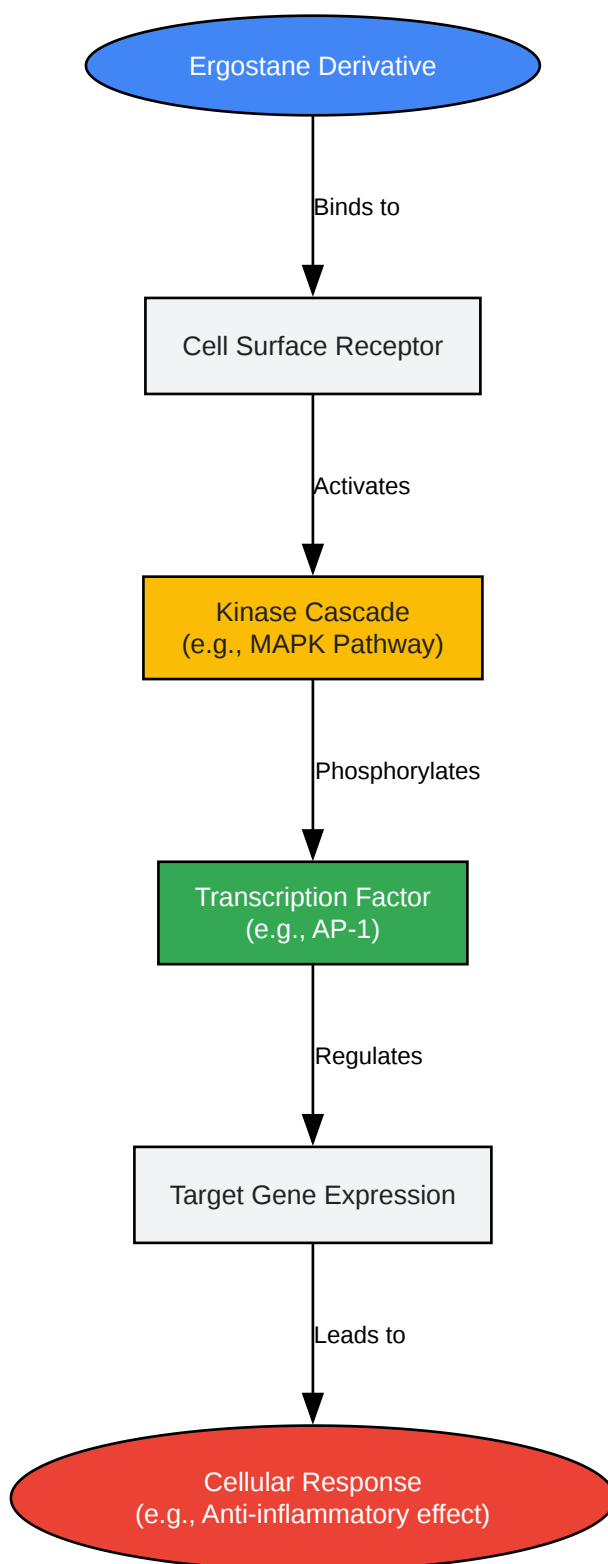 Ergostane Derivative
Binds to
Cell Surface Receptor
Activates
Kinase Cascade
(e.g., MAPK Pathway)
Phosphorylates
Transcription Factor
(e.g., AP-1)
Regulates
Target Gene Expression
Leads to
Cellular Response
(e.g., Anti-inflammatory effect)